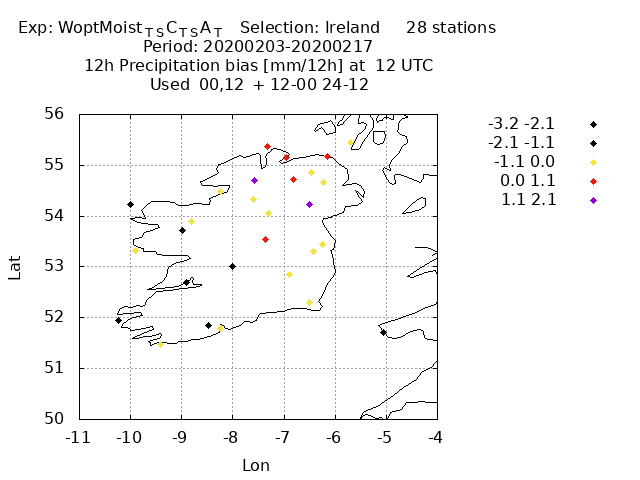 Exp: WoptMoistTSCTSAT   Selection: Ireland     28 stations
Period: 20200203-20200217
12h Precipitation bias [mm/12h] at  12 UTC
Used  00,12  + 12-00 24-12
-3.2 -2.1
-2.1 -1.1
-1.1 0.0
0.0 1.1
1.1 2.1
56
55
54
53
52
51
50
Lat
-11 -10 -9 -8 -7 -6 -5 -4
Lon